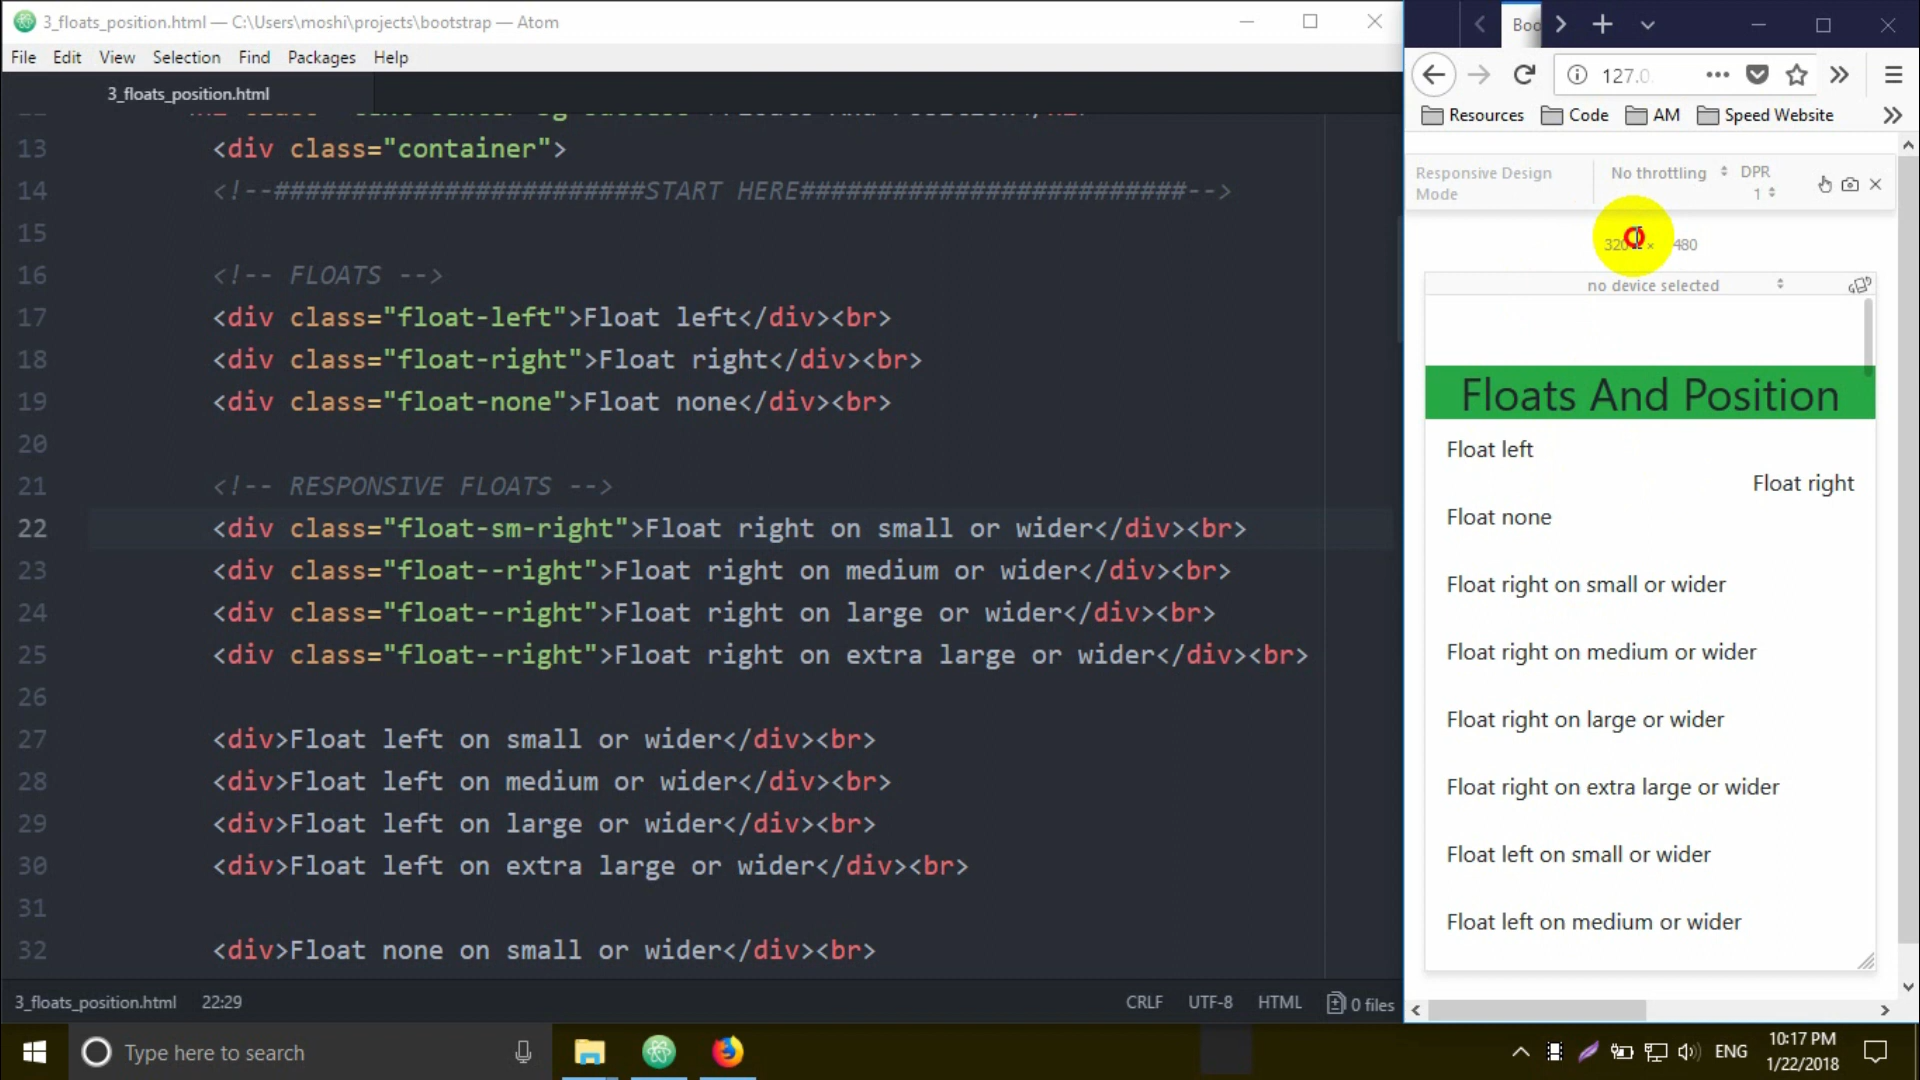 3_floats_position.html — C:\Users\moshi\projects\bootstrap — Atom
File Edit View Selection Find Packages Help
3_floats_position.html
13 <div class="container">
14 <!--########################START HERE#########################-->
15
16 <!-- FLOATS -->
17 <div class="float-left">Float left</div><br>
18 <div class="float-right">Float right</div><br>
19 <div class="float-none">Float none</div><br>
20
21 <!-- RESPONSIVE FLOATS -->
22 <div class="float-sm-right">Float right on small or wider</div><br>
23 <div class="float--right">Float right on medium or wider</div><br>
24 <div class="float--right">Float right on large or wider</div><br>
25 <div class="float--right">Float right on extra large or wider</div><br>
26
27 <div>Float left on small or wider</div><br>
28 <div>Float left on medium or wider</div><br>
29 <div>Float left on large or wider</div><br>
30 <div>Float left on extra large or wider</div><br>
31
32 <div>Float none on small or wider</div><br>
3_floats_position.html 22:29 CRLF UTF-8 HTML 0 files
Boo
127.0.
Resources Code AM Speed Website
Responsive Design Mode
No throttling
DPR
1
320 × 480
no device selected
Floats And Position
Float left
Float right
Float none
Float right on small or wider
Float right on medium or wider
Float right on large or wider
Float right on extra large or wider
Float left on small or wider
Float left on medium or wider
Type here to search
ENG
10:17 PM
1/22/2018